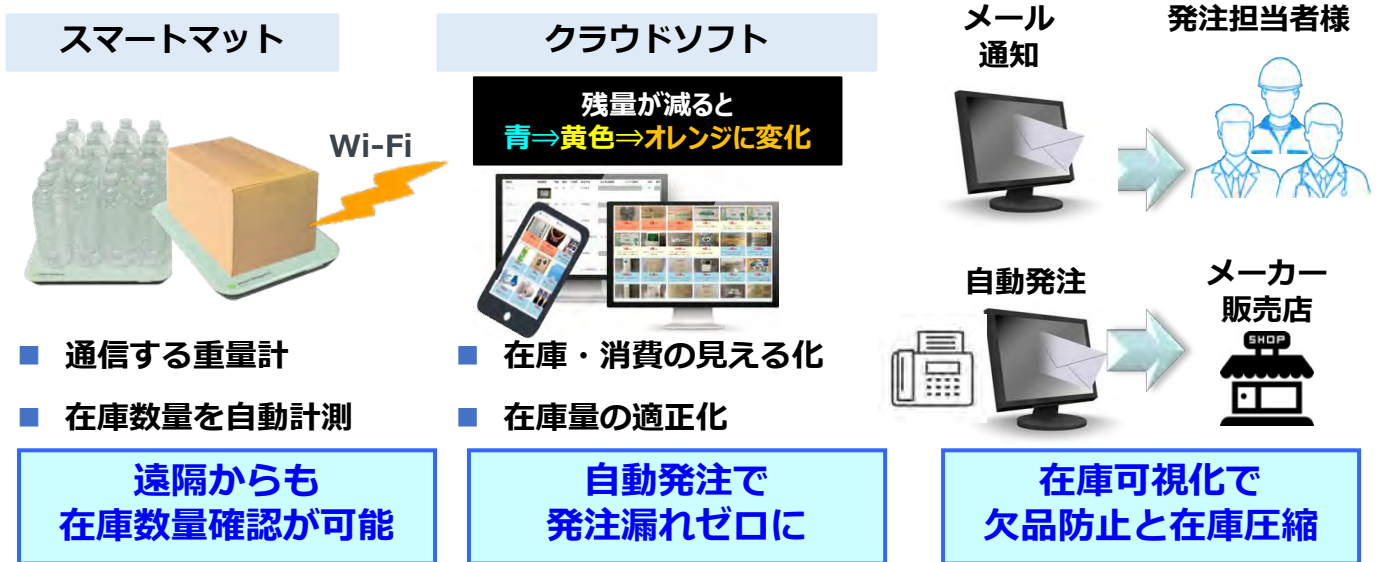 スマートマット
Wi-Fi
■ 通信する重量計
■ 在庫数量を自動計測
遠隔からも
在庫数量確認が可能
クラウドソフト
残量が減ると
青⇒黄色⇒オレンジに変化
■ 在庫・消費の見える化
■ 在庫量の適正化
自動発注で
発注漏れゼロに
メール
通知
発注担当者様
自動発注
メーカー
販売店
SHOP
在庫可視化で
欠品防止と在庫圧縮